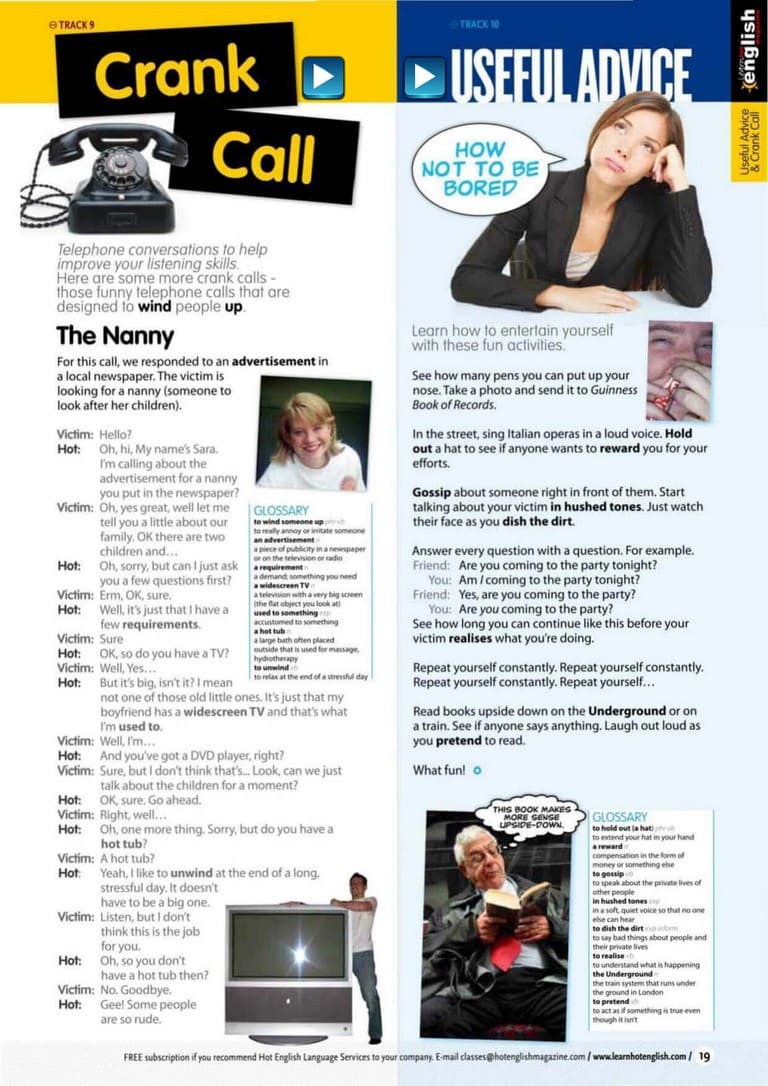 TRACK 9
Crank
Call
Telephone conversations to help
improve your listening skills.
Here are some more crank calls -
those funny telephone calls that are
designed to wind people up.
The Nanny
For this call, we responded to an advertisement in
a local newspaper. The victim is
looking for a nanny (someone to
look after her children).
Victim: Hello?
Hot: Oh, hi, My name's Sara.
I'm calling about the
advertisement for a nanny
you put in the newspaper?
Victim: Oh, yes great, well let me
tell you a little about our
family. OK there are two
children and…
Hot: Oh, sorry, but can I just ask
you a few questions first?
Victim: Erm, OK, sure.
Hot: Well, it's just that I have a
few requirements.
Victim: Sure
Hot: OK, so do you have a TV?
Victim: Well, Yes…
Hot: But it's big, isn't it? I mean
not one of those old little ones. It's just that my
boyfriend has a widescreen TV and that's what
I'm used to.
Victim: Well, I'm…
Hot: And you've got a DVD player, right?
Victim: Sure, but I don't think that's... Look, can we just
talk about the children for a moment?
Hot: OK, sure. Go ahead.
Victim: Right, well…
Hot: Oh, one more thing. Sorry, but do you have a
hot tub?
Victim: A hot tub?
Hot: Yeah, I like to unwind at the end of a long,
stressful day. It doesn't
have to be a big one.
Victim: Listen, but I don't
think this is the job
for you.
Hot: Oh, so you don't
have a hot tub then?
Victim: No. Goodbye.
Hot: Gee! Some people
are so rude.
GLOSSARY
to wind someone up phr vb
to really annoy or irritate someone
an advertisement n
a piece of publicity in a newspaper
or on the television or radio
a requirement n
a demand; something you need
a widescreen TV n
a television with a very big screen
(the flat object you look at)
used to something exp
accustomed to something
a hot tub n
a large bath often placed
outside that is used for massage,
hydrotherapy
to unwind vb
to relax at the end of a stressful day
TRACK 10
USEFUL ADVICE
HOW
NOT TO BE
BORED
Learn how to entertain yourself
with these fun activities.
See how many pens you can put up your
nose. Take a photo and send it to Guinness
Book of Records.
In the street, sing Italian operas in a loud voice. Hold
out a hat to see if anyone wants to reward you for your
efforts.
Gossip about someone right in front of them. Start
talking about your victim in hushed tones. Just watch
their face as you dish the dirt.
Answer every question with a question. For example.
Friend: Are you coming to the party tonight?
You: Am I coming to the party tonight?
Friend: Yes, are you coming to the party?
You: Are you coming to the party?
See how long you can continue like this before your
victim realises what you're doing.
Repeat yourself constantly. Repeat yourself constantly.
Repeat yourself constantly. Repeat yourself…
Read books upside down on the Underground or on
a train. See if anyone says anything. Laugh out loud as
you pretend to read.
What fun!
THIS BOOK MAKES
MORE SENSE
UPSIDE-DOWN.
GLOSSARY
to hold out (a hat) phr vb
to extend your hat in your hand
a reward n
compensation in the form of
money or something else
to gossip vb
to speak about the private lives of
other people
in hushed tones exp
in a soft, quiet voice so that no one
else can hear
to dish the dirt exp inform
to say bad things about people and
their private lives
to realise vb
to understand what is happening
the Underground n
the train system that runs under
the ground in London
to pretend vb
to act as if something is true even
though it isn't
Learn hot
english
magazine
Useful Advice
& Crank Call
FREE subscription if you recommend Hot English Language Services to your company. E-mail classes@hotenglishmagazine.com / www.learnhotenglish.com / 19